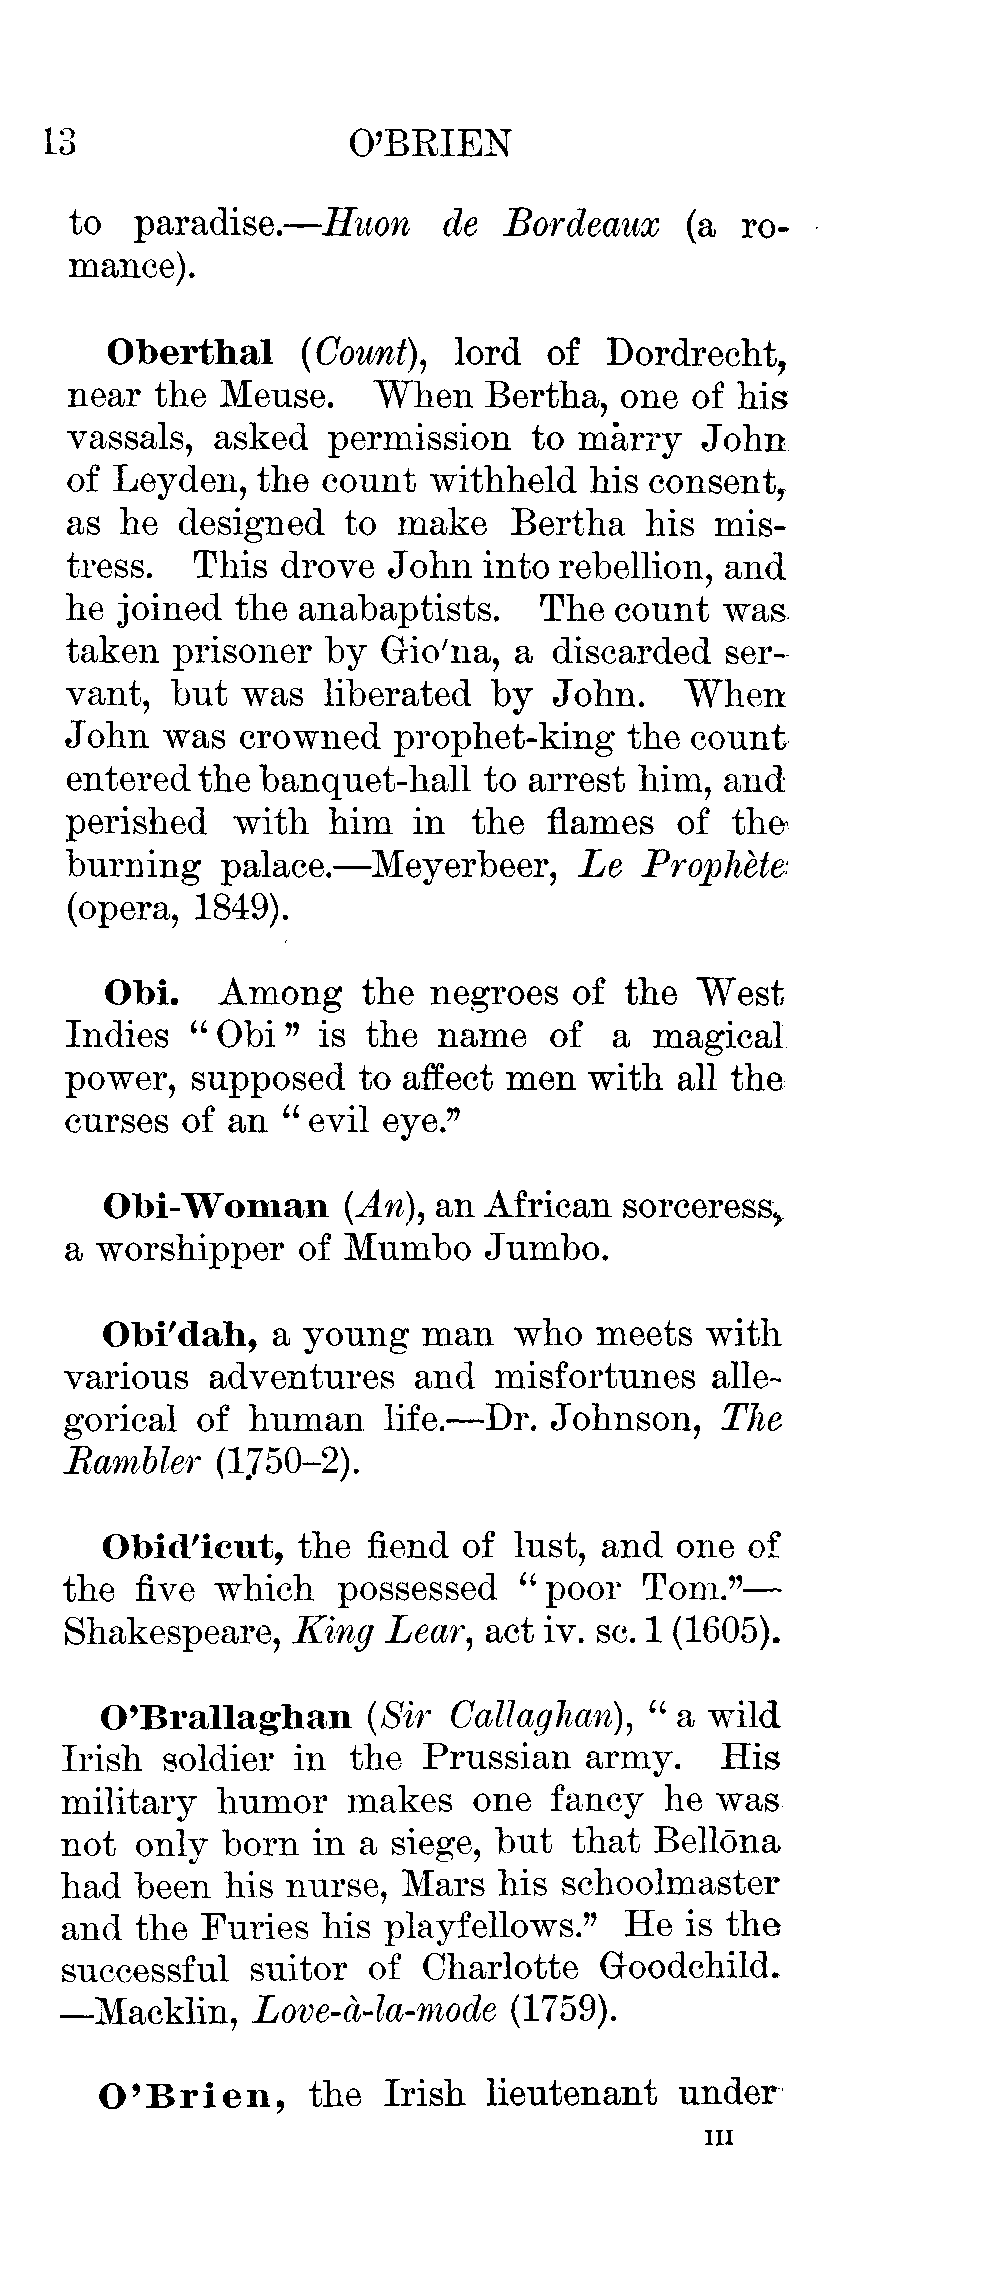 13 O'BRIEN
to paradise.—Huon de Bordeaux (a ro-
mance).
Oberthal (Count), lord of Dordrecht,
near the Meuse. When Bertha, one of his
vassals, asked permission to marry John
of Leyden, the count withheld his consent,
as he designed to make Bertha his mis-
tress. This drove John into rebellion, and
he joined the anabaptists. The count was
taken prisoner by Gio'na, a discarded ser-
vant, but was liberated by John. When
John was crowned prophet-king the count
entered the banquet-hall to arrest him, and
perished with him in the flames of the
burning palace.—Meyerbeer, Le Prophète
(opera, 1849).
Obi. Among the negroes of the West
Indies “Obi” is the name of a magical
power, supposed to affect men with all the
curses of an “evil eye.”
Obi-Woman (An), an African sorceress,
a worshipper of Mumbo Jumbo.
Obi'dah, a young man who meets with
various adventures and misfortunes alle-
gorical of human life.—Dr. Johnson, The
Rambler (1750–2).
Obid'icut, the fiend of lust, and one of
the five which possessed “poor Tom.”—
Shakespeare, King Lear, act iv. sc. 1 (1605).
O’Brallaghan (Sir Callaghan), “a wild
Irish soldier in the Prussian army. His
military humor makes one fancy he was
not only born in a siege, but that Bellōna
had been his nurse, Mars his schoolmaster
and the Furies his playfellows.” He is the
successful suitor of Charlotte Goodchild.
—Macklin, Love-à-la-mode (1759).
O’Brien, the Irish lieutenant under
III